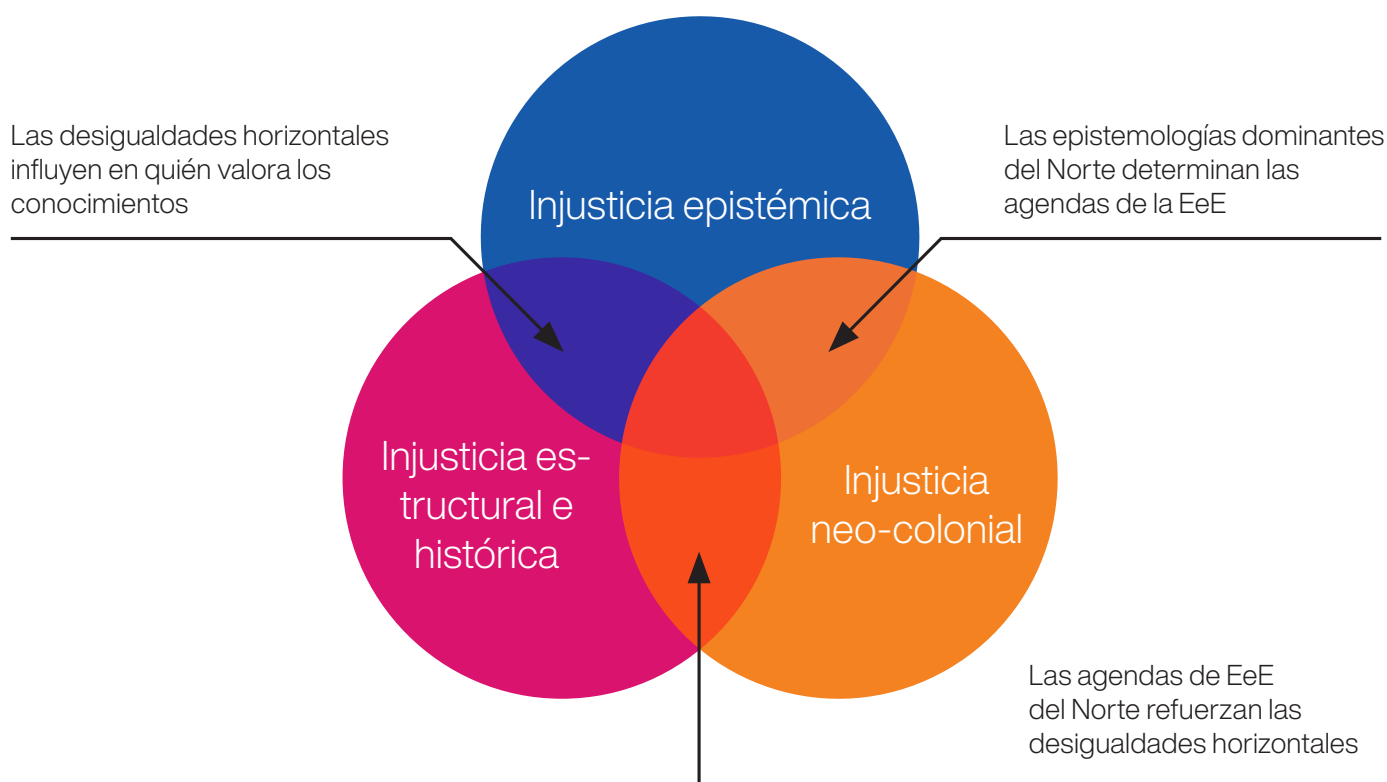 Las desigualdades horizontales
influyen en quién valora los
conocimientos
Las epistemologías dominantes
del Norte determinan las
agendas de la EeE
Injusticia epistémica
Injusticia es-
tructural e
histórica
Injusticia
neo-colonial
Las agendas de EeE
del Norte refuerzan las
desigualdades horizontales